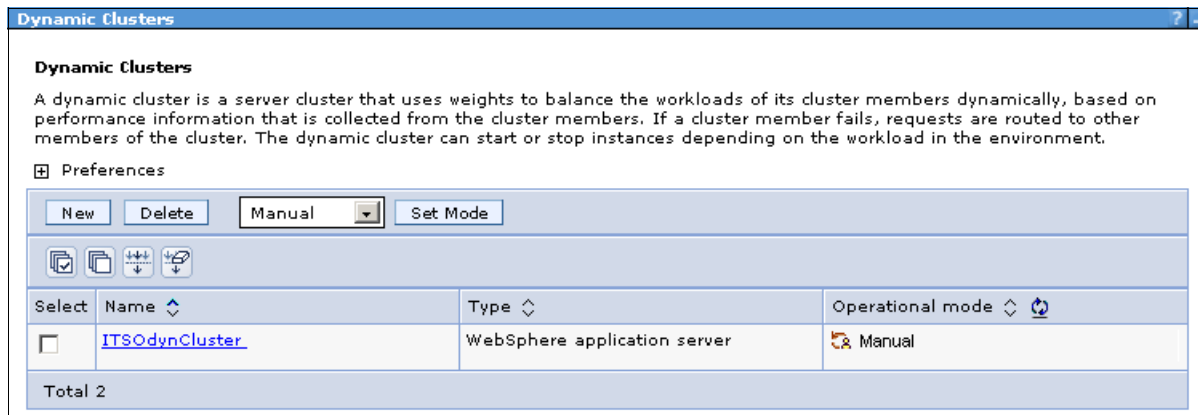 Dynamic Clusters
?
Dynamic Clusters
A dynamic cluster is a server cluster that uses weights to balance the workloads of its cluster members dynamically, based on
performance information that is collected from the cluster members. If a cluster member fails, requests are routed to other
members of the cluster. The dynamic cluster can start or stop instances depending on the workload in the environment.
Preferences
New Delete Manual Set Mode
Select Name Type Operational mode
ITSOdynCluster WebSphere application server Manual
Total 2